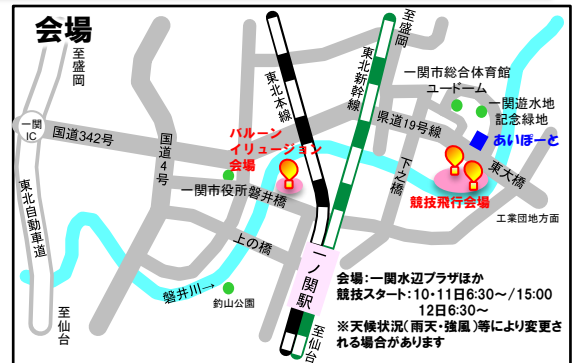 会場
至盛岡
至盛岡
東北本線
東北新幹線
一関市総合体育館
ユードーム
一関遊水地
記念緑地
あいぽーと
県道19号線
一関
IC
国道342号
国道4号
バルーン
イリュージョン
会場
下之橋
東大橋
一関市役所
磐井橋
競技飛行会場
工業団地方面
東北自動車道
上の橋
一ノ関駅
磐井川→
釣山公園
至仙台
至仙台
会場:一関水辺プラザほか
競技スタート:10・11日6:30~/15:00
12日6:30~
※天候状況(雨天・強風)等により変更さ
れる場合があります